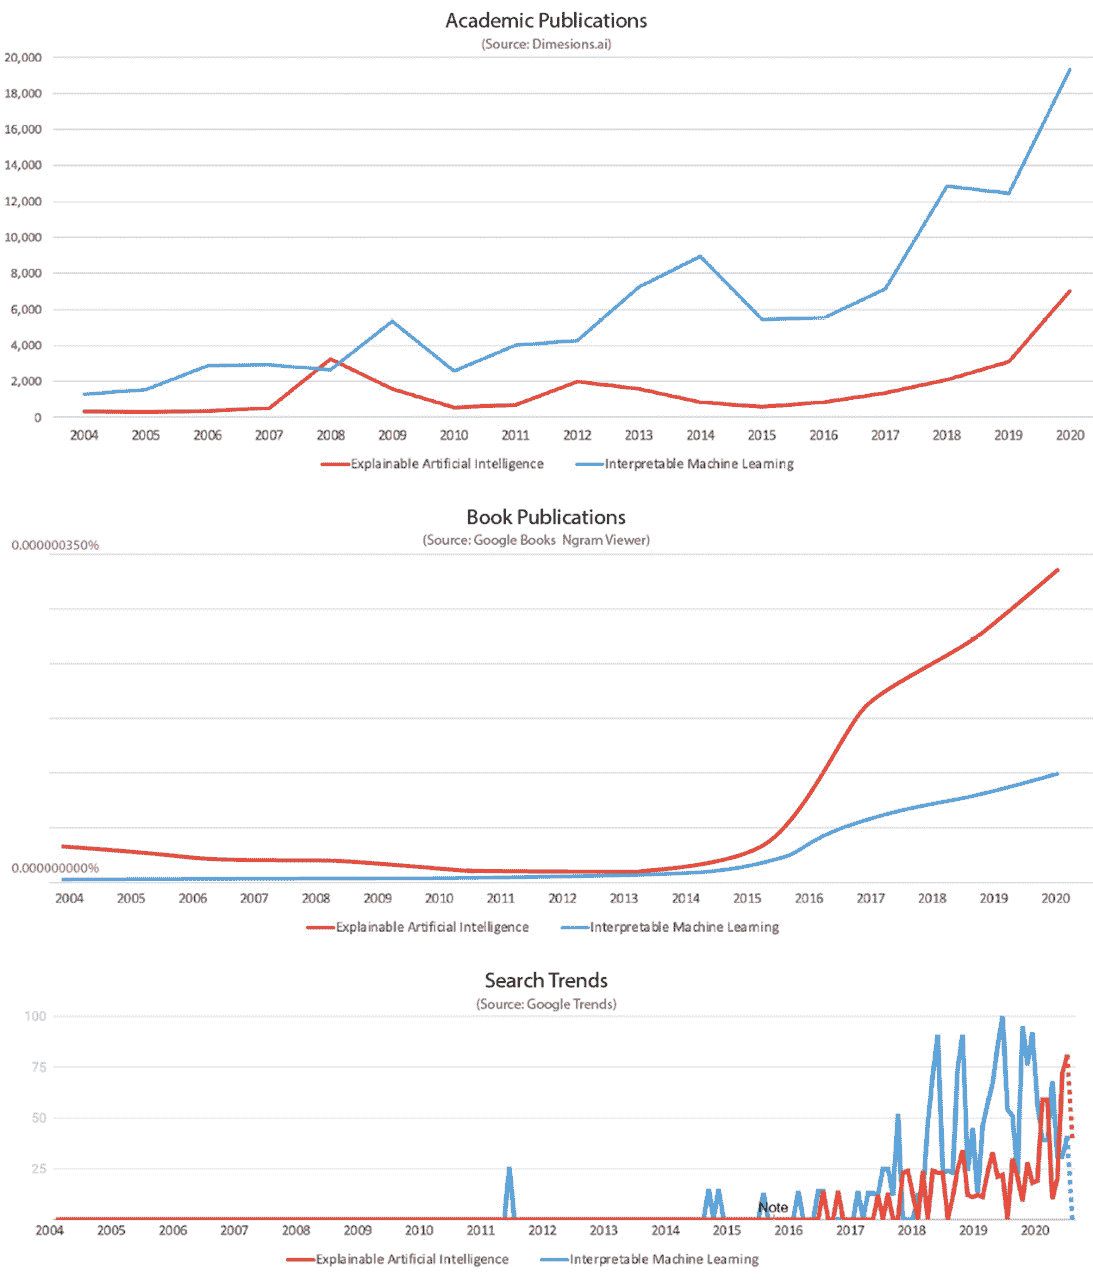 Academic Publications
(Source: Dimesions.ai)
20,000
18,000
16,000
14,000
12,000
10,000
8,000
6,000
4,000
2,000
0
2004 2005 2006 2007 2008 2009 2010 2011 2012 2013 2014 2015 2016 2017 2018 2019 2020
Explainable Artificial Intelligence Interpretable Machine Learning
Book Publications
(Source: Google Books Ngram Viewer)
0.000000350%
0.000000000%
2004 2005 2006 2007 2008 2009 2010 2011 2012 2013 2014 2015 2016 2017 2018 2019 2020
Explainable Artificial Intelligence Interpretable Machine Learning
Search Trends
(Source: Google Trends)
100
75
50
25
Note
2004 2005 2006 2007 2008 2009 2010 2011 2012 2013 2014 2015 2016 2017 2018 2019 2020
Explainable Artificial Intelligence Interpretable Machine Learning